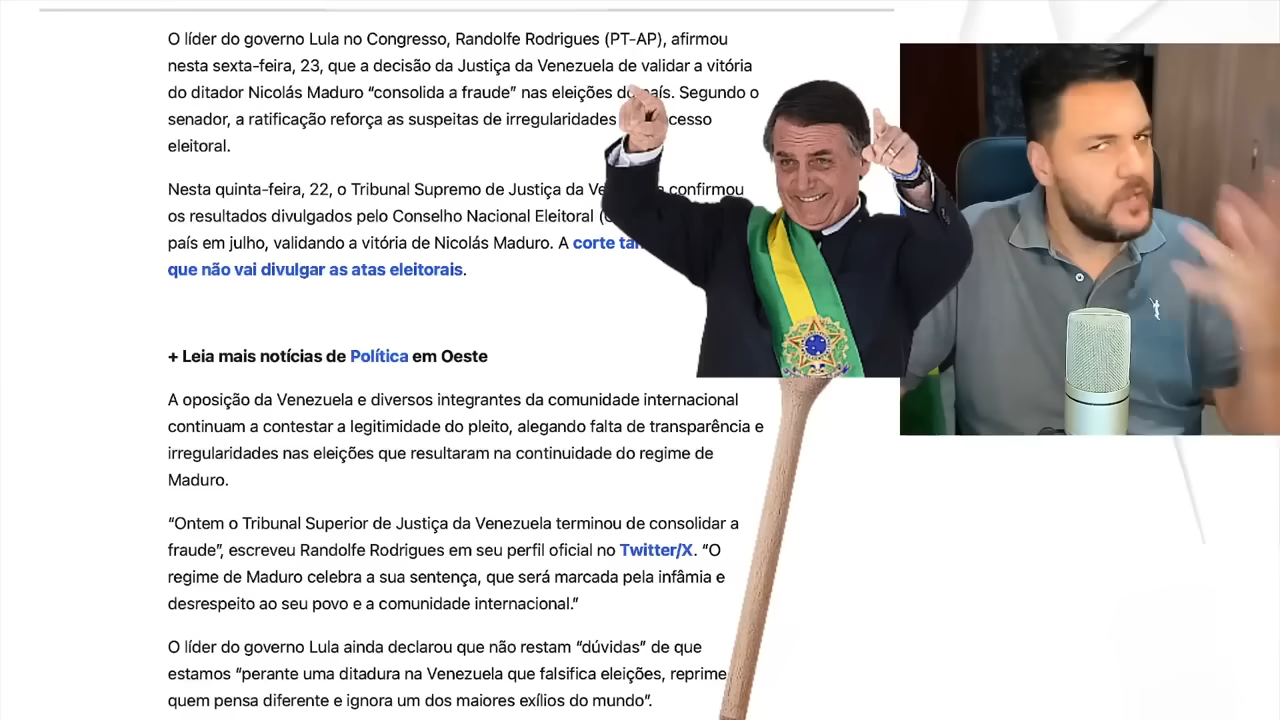 O líder do governo Lula no Congresso, Randolfe Rodrigues (PT-AP), afirmou
nesta sexta-feira, 23, que a decisão da Justiça da Venezuela de validar a vitória
do ditador Nicolás Maduro “consolida a fraude” nas eleições do país. Segundo o
senador, a ratificação reforça as suspeitas de irregularidades
eleitoral.
Nesta quinta-feira, 22, o Tribunal Supremo de Justiça da confirmou
os resultados divulgados pelo Conselho Nacional Eleitoral
país em julho, validando a vitória de Nicolás Maduro. A corte
que não vai divulgar as atas eleitorais.
+ Leia mais notícias de Política em Oeste
A oposição da Venezuela e diversos integrantes da comunidade internacional
continuam a contestar a legitimidade do pleito, alegando falta de transparência e
irregularidades nas eleições que resultaram na continuidade do regime de
Maduro.
“Ontem o Tribunal Superior de Justiça da Venezuela terminou de consolidar a
fraude”, escreveu Randolfe Rodrigues em seu perfil oficial no Twitter/X. “O
regime de Maduro celebra a sua sentença, que será marcada pela infâmia e
desrespeito ao seu povo e a comunidade internacional.”
O líder do governo Lula ainda declarou que não restam “dúvidas” de que
estamos “perante uma ditadura na Venezuela que falsifica eleições, reprime
quem pensa diferente e ignora um dos maiores exílios do mundo”.